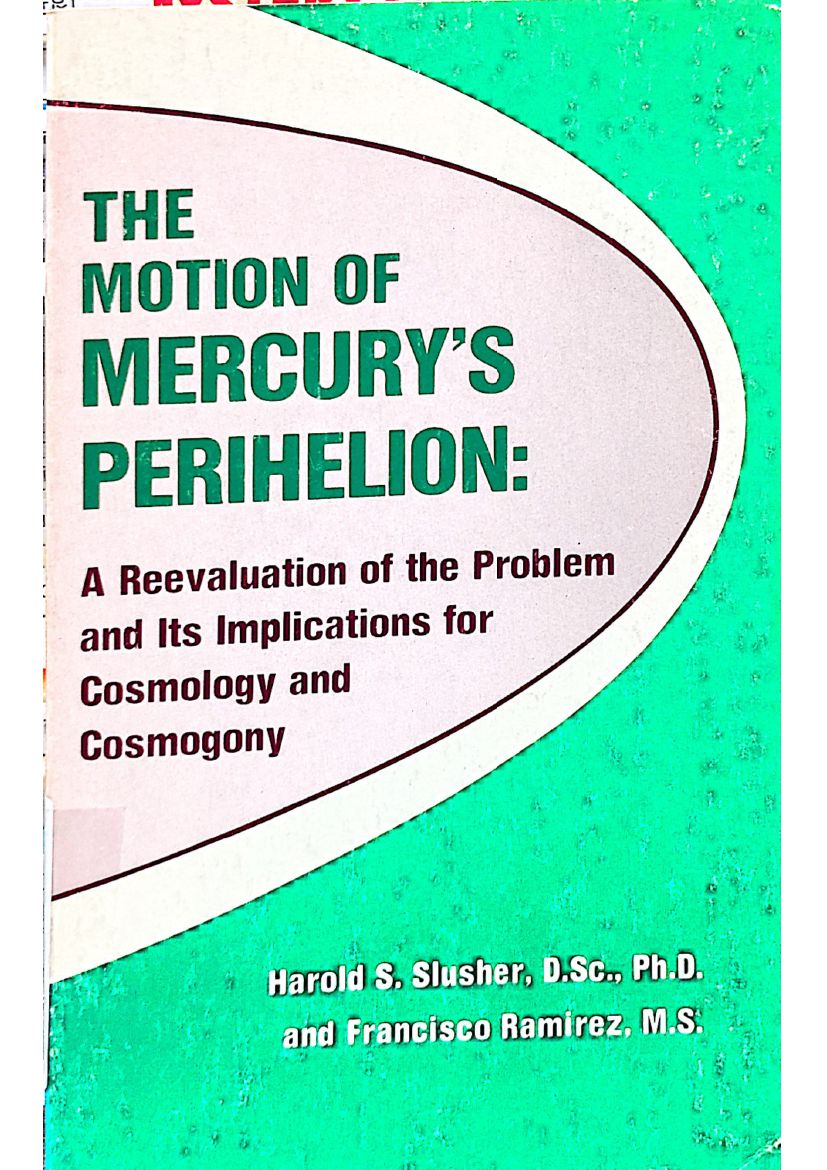 THE
MOTION OF
MERCURY'S
PERIHELION:
A Reevaluation of the Problem
and Its Implications for
Cosmology and
Cosmogony
Harold S. Slusher, D.Sc., Ph.D.
and Francisco Ramirez, M.S.